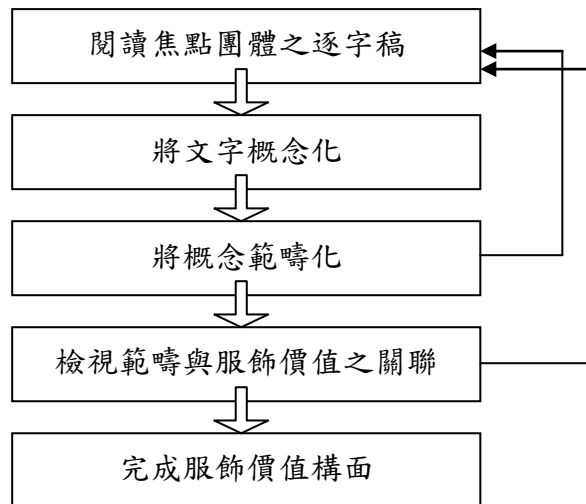 閱讀焦點團體之逐字稿
將文字概念化
將概念範疇化
檢視範疇與服飾價值之關聯
完成服飾價值構面